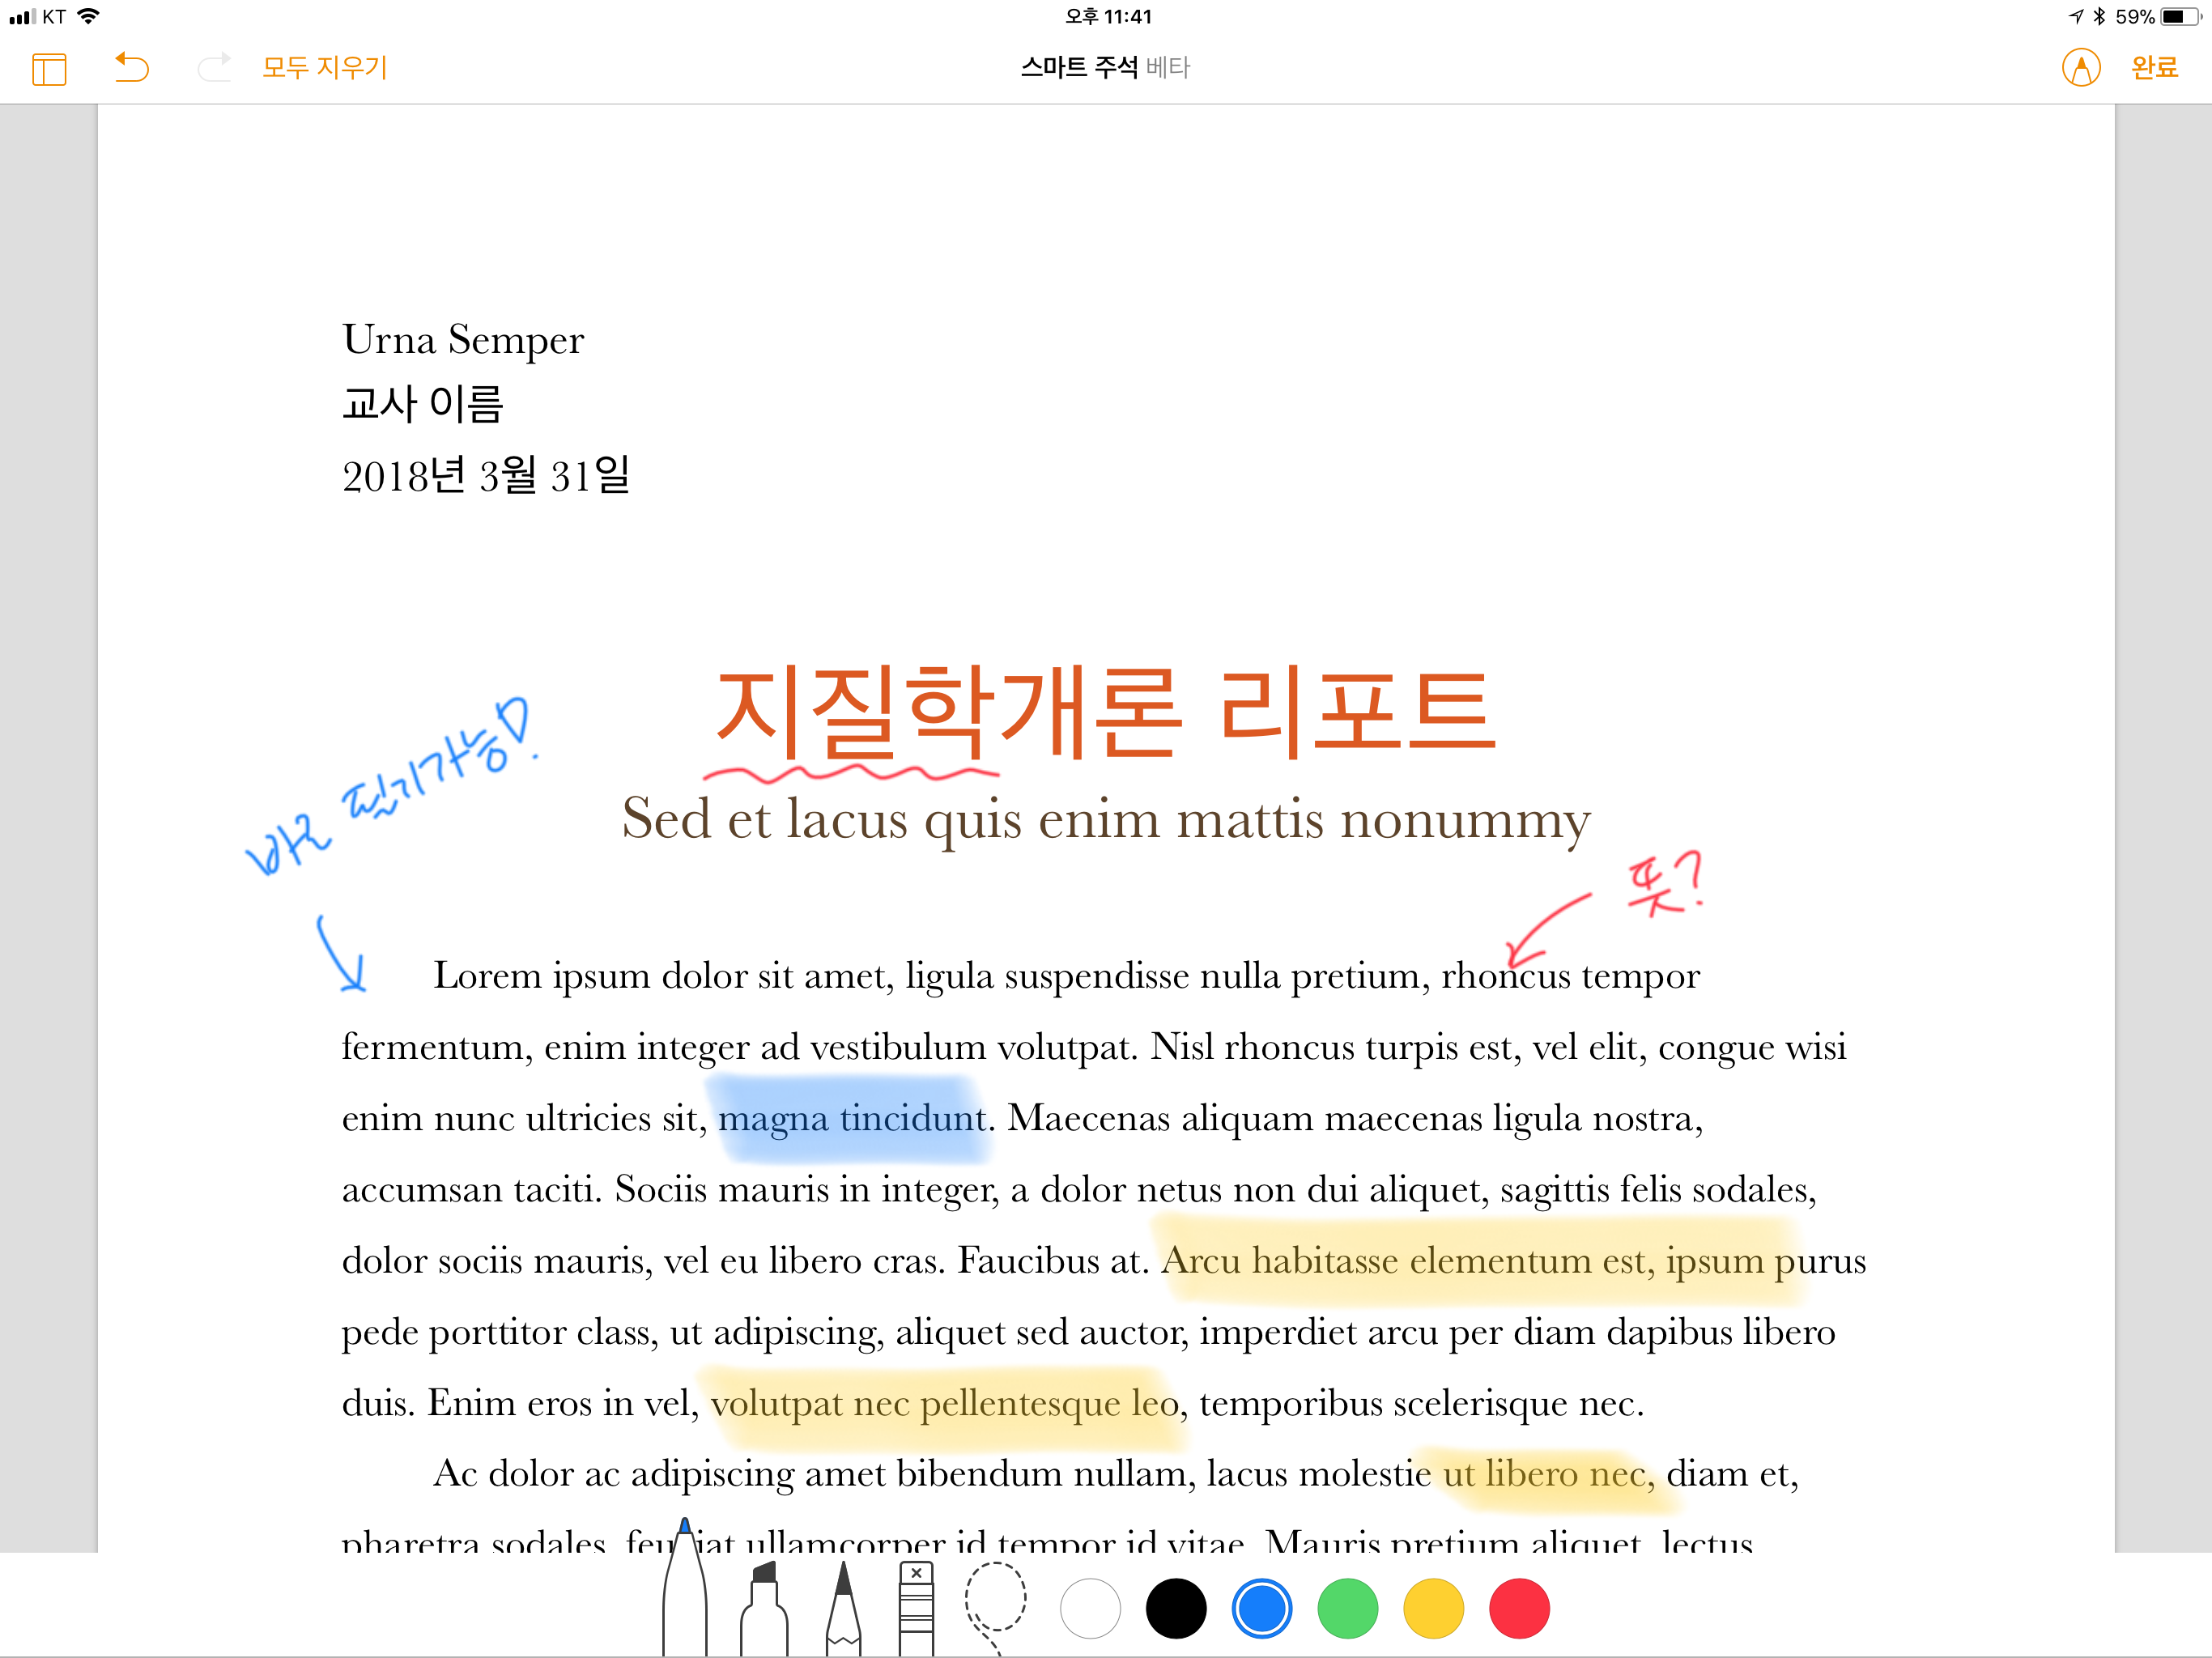 KT 오후 11:41 59%
모두 지우기 스마트 주석 베타 완료
Urna Semper
교사 이름
2018년 3월 31일
지질학개론 리포트
바로 필기가능!
Sed et lacus quis enim mattis nonummy
뜻?
Lorem ipsum dolor sit amet, ligula suspendisse nulla pretium, rhoncus tempor
fermentum, enim integer ad vestibulum volutpat. Nisl rhoncus turpis est, vel elit, congue wisi
enim nunc ultricies sit, magna tincidunt. Maecenas aliquam maecenas ligula nostra,
accumsan taciti. Sociis mauris in integer, a dolor netus non dui aliquet, sagittis felis sodales,
dolor sociis mauris, vel eu libero cras. Faucibus at. Arcu habitasse elementum est, ipsum purus
pede porttitor class, ut adipiscing, aliquet sed auctor, imperdiet arcu per diam dapibus libero
duis. Enim eros in vel, volutpat nec pellentesque leo, temporibus scelerisque nec.
Ac dolor ac adipiscing amet bibendum nullam, lacus molestie ut libero nec, diam et,
pharetra sodales, feugiat ullamcorper id tempor id vitae. Mauris pretium aliquet, lectus